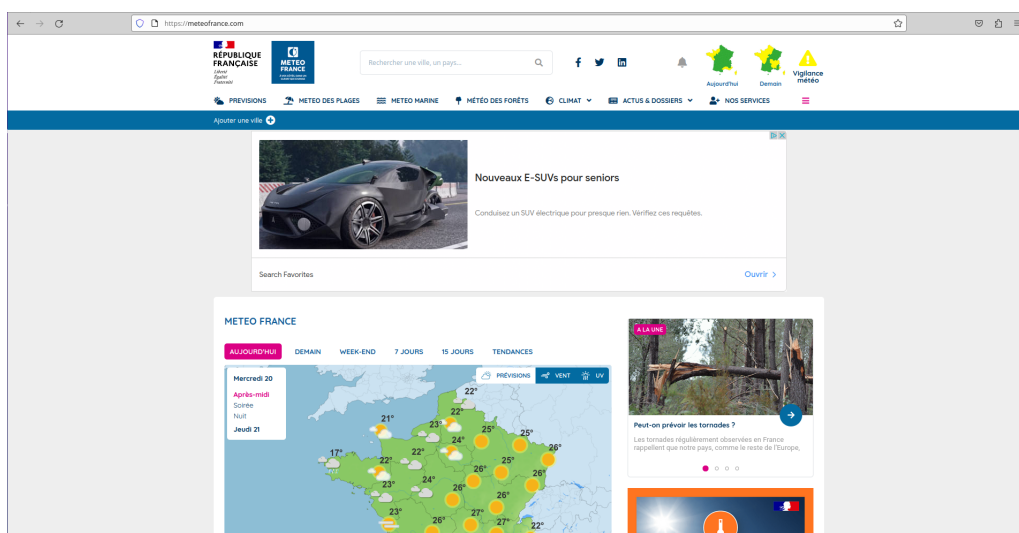 https://meteofrance.com
RÉPUBLIQUE
FRANÇAISE
Liberté
Égalité
Fraternité
METEO
FRANCE
Rechercher une ville, un pays...
Aujourd'hui
Demain
Vigilance
météo
PREVISIONS
METEO DES PLAGES
METEO MARINE
MÉTÉO DES FORÊTS
CLIMAT
ACTUS & DOSSIERS
NOS SERVICES
Ajouter une ville
Nouveaux E-SUVs pour seniors
Conduisez un SUV électrique pour presque rien. Vérifiez ces requêtes.
Search Favorites
Ouvrir >
METEO FRANCE
AUJOURD'HUI
DEMAIN
WEEK-END
7 JOURS
15 JOURS
TENDANCES
Mercredi 20
Après-midi
Soirée
Nuit
Jeudi 21
PRÉVISIONS
VENT
UV
22°
21°
22°
23°
25°
25°
24°
26°
17°
22°
22°
25°
26°
26°
23°
24°
26°
26°
23°
26°
27°
27°
22°
A LA UNE
Peut-on prévoir les tornades ?
Les tornades régulièrement observées en France
rappellent que notre pays, comme le reste de l'Europe,